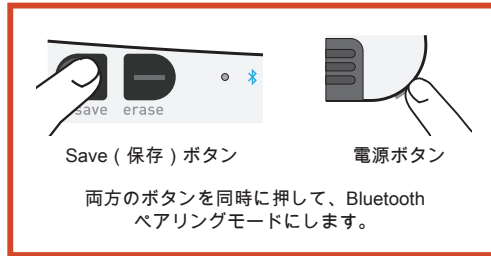 save erase
Save（保存）ボタン 電源ボタン
両方のボタンを同時に押して、Bluetooth
ペアリングモードにします。